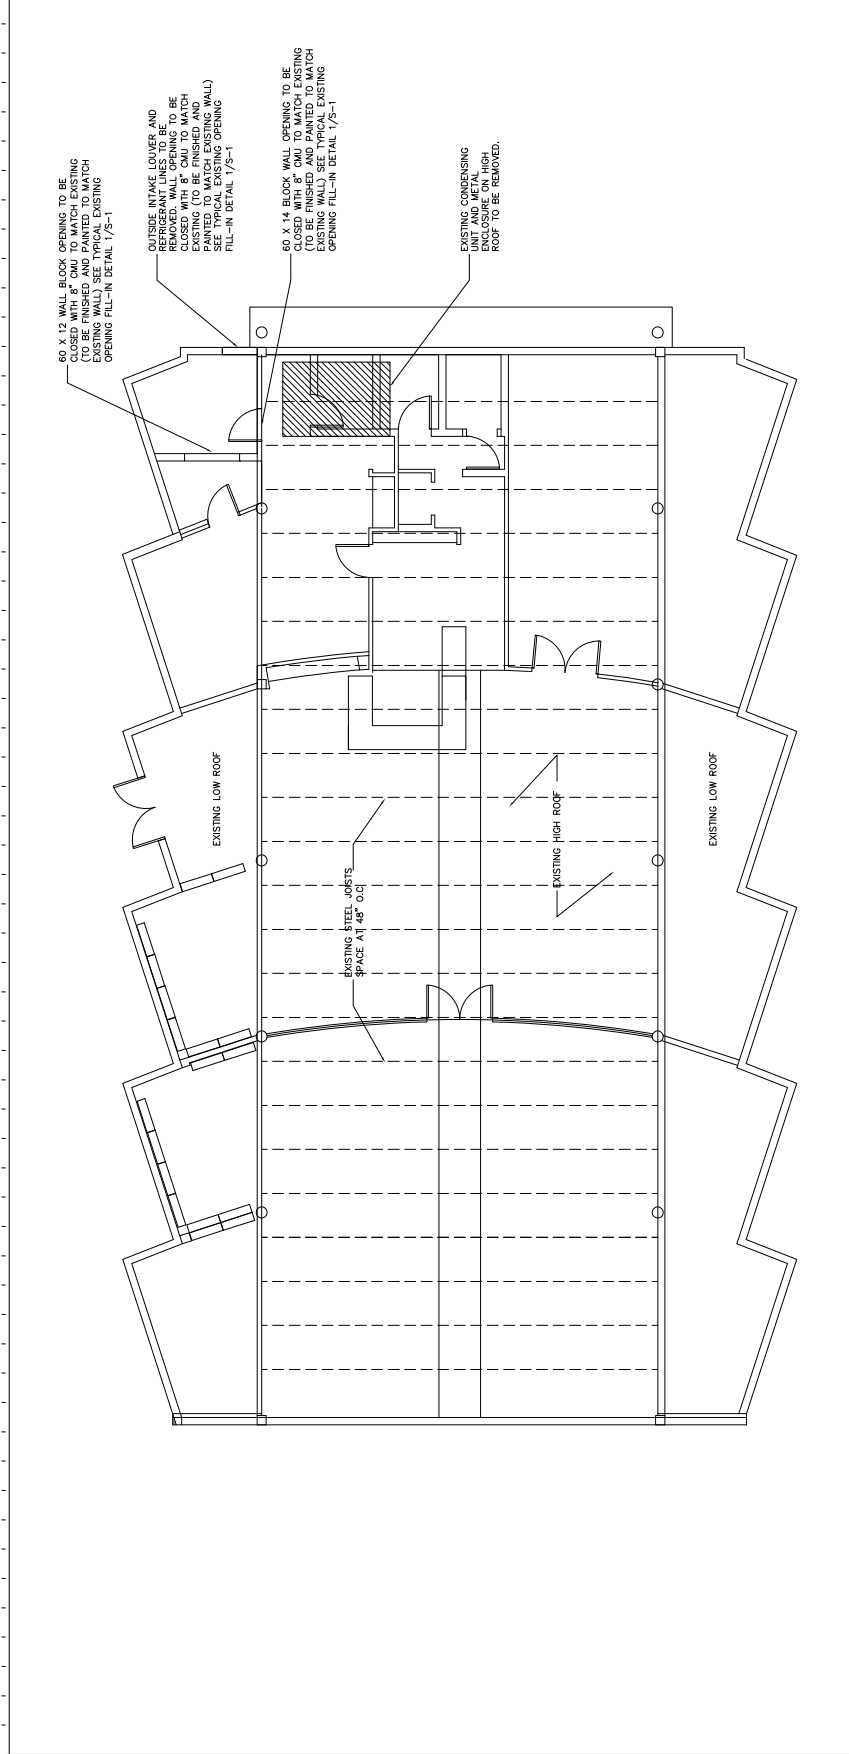 60 X 12 WALL BLOCK OPENING TO BE
CLOSED WITH 8" CMU TO MATCH EXISTING
(TO BE FINISHED AND PAINTED TO MATCH
EXISTING WALL) SEE TYPICAL EXISTING
OPENING FILL-IN DETAIL 1/S-1
OUTSIDE INTAKE LOUVER AND
REFRIGERANT LINES TO BE
REMOVED. WALL OPENING TO BE
CLOSED WITH 8" CMU TO MATCH
EXISTING (TO BE FINISHED AND
PAINTED TO MATCH EXISTING WALL)
SEE TYPICAL EXISTING OPENING
FILL-IN DETAIL 1/S-1
60 X 14 BLOCK WALL OPENING TO BE
CLOSED WITH 8" CMU TO MATCH EXISTING
(TO BE FINISHED AND PAINTED TO MATCH
EXISTING WALL) SEE TYPICAL EXISTING
OPENING FILL-IN DETAIL 1/S-1
EXISTING CONDENSING
UNIT AND METAL
ENCLOSURE ON HIGH
ROOF TO BE REMOVED.
EXISTING LOW ROOF
EXISTING STEEL JOISTS
SPACE AT 48" O.C
EXISTING HIGH ROOF
EXISTING LOW ROOF